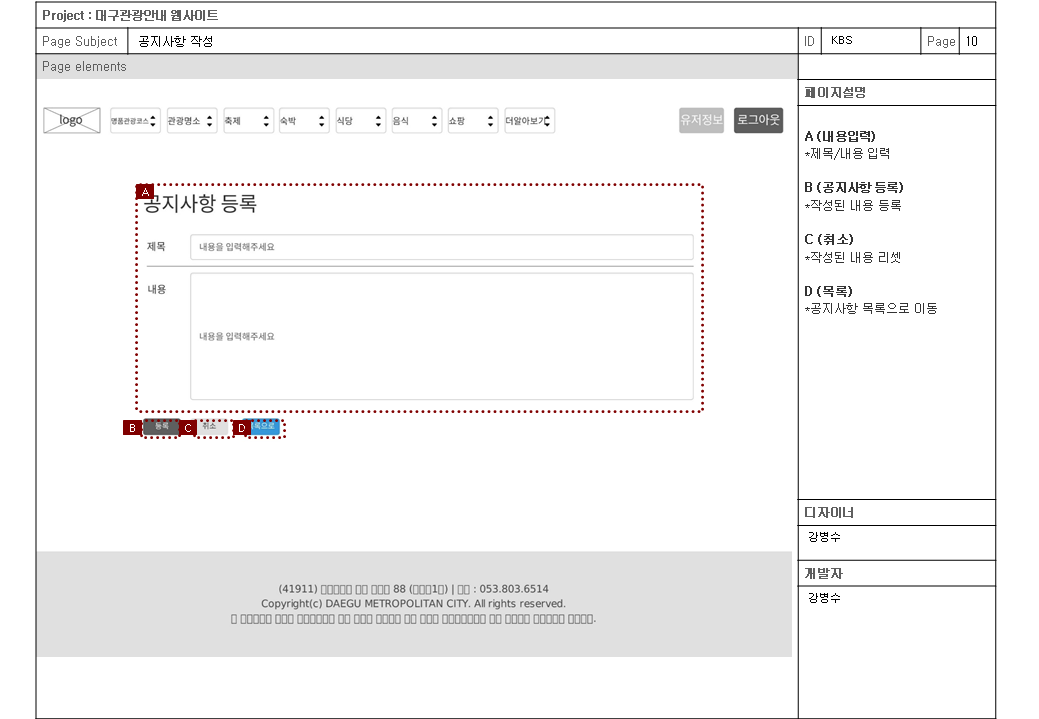 Project : 대구관광안내 웹사이트
Page Subject 공지사항 작성 ID KBS Page 10
Page elements
페이지설명
logo 명품관광코스 관광명소 축제 숙박 식당 음식 쇼핑 더알아보기 유저정보 로그아웃
A (내용입력)
*제목/내용 입력
B (공지사항 등록)
*작성된 내용 등록
C (취소)
*작성된 내용 리셋
D (목록)
*공지사항 목록으로 이동
A
공지사항 등록
제목 내용을 입력해주세요
내용
내용을 입력해주세요
B 등록 C 취소 D 목록으로
디자이너
강병수
개발자
강병수
(41911) 88 ( 1 ) | : 053.803.6514
Copyright(c) DAEGU METROPOLITAN CITY. All rights reserved.